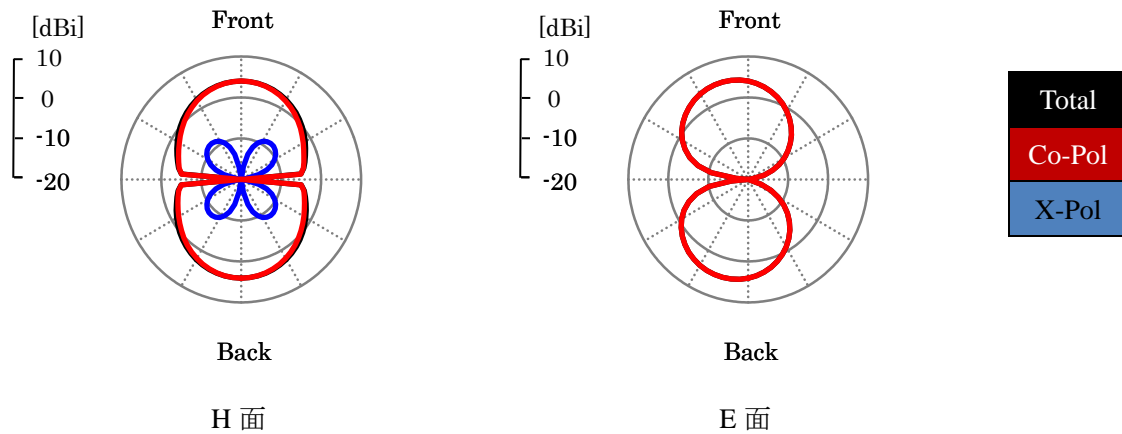 [dBi]
10
0
-10
-20
Front
Back
H 面
[dBi]
10
0
-10
-20
Front
Back
E 面
Total
Co-Pol
X-Pol